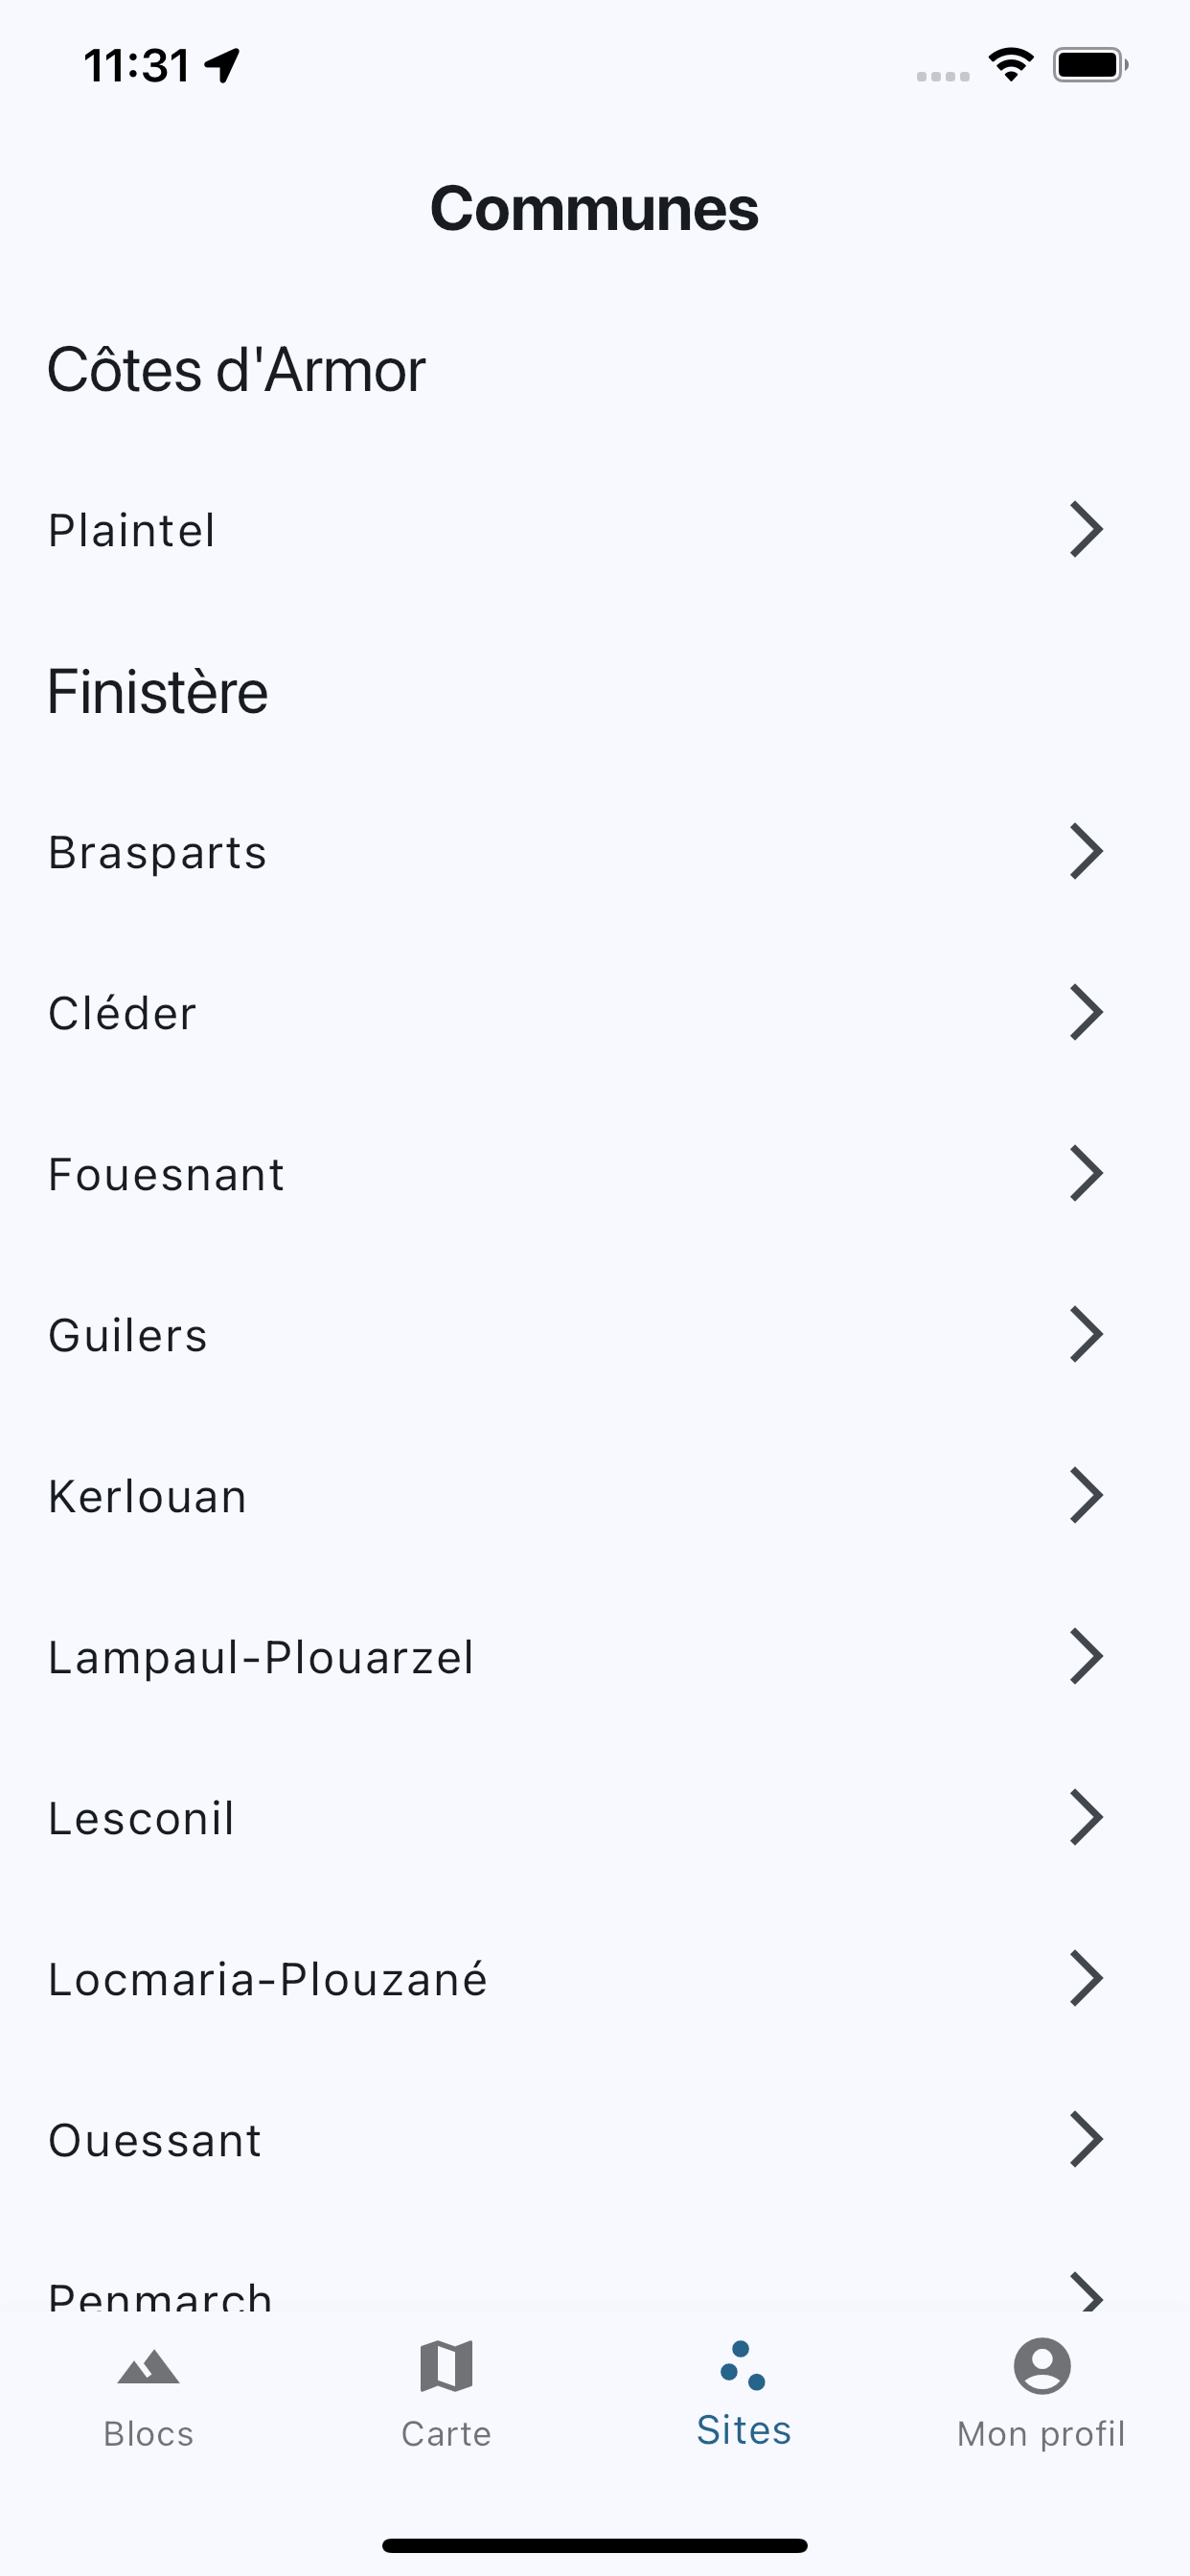 11:31
Communes
Côtes d'Armor
Plaintel
Finistère
Brasparts
Cléder
Fouesnant
Guilers
Kerlouan
Lampaul-Plouarzel
Lesconil
Locmaria-Plouzané
Ouessant
Penmarch
Blocs
Carte
Sites
Mon profil